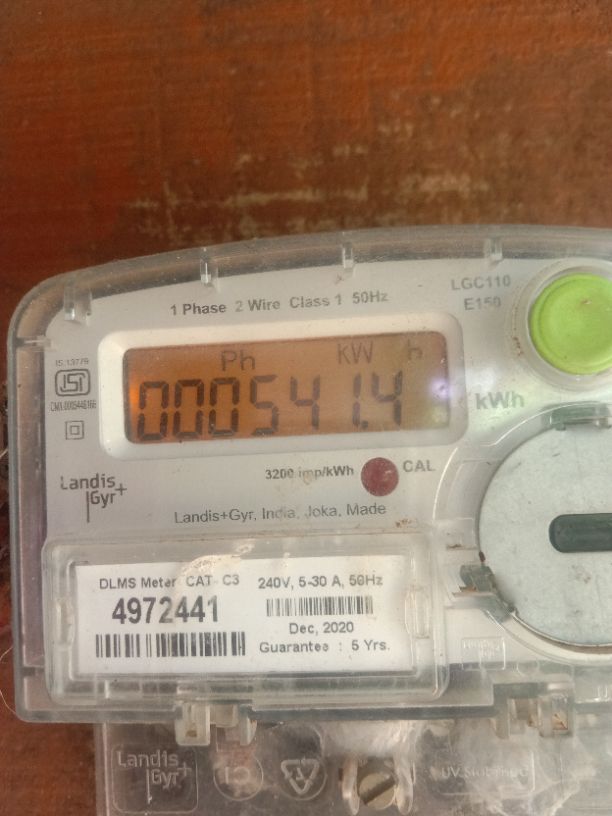 LGC110
E150
1 Phase 2 Wire Class 1 50Hz
IS:13779
Ph KW h
000541.4
kWh
3200 imp/kWh
CAL
Landis
Gyr+
Landis+Gyr, India, Joka, Made
DLMS Meter CAT- C3
4972441
240V, 5-30 A, 50Hz
Dec, 2020
Guarantee : 5 Yrs.
Landis
Gyr+